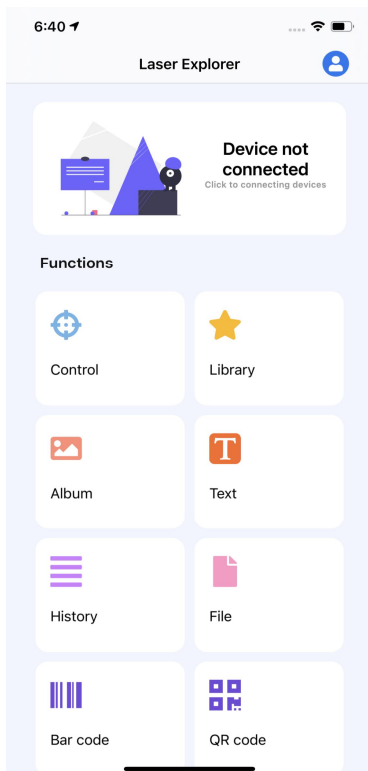 6:40
Laser Explorer
Device not
connected
Click to connecting devices
Functions
Control
Library
Album
T
Text
History
File
Bar code
QR code